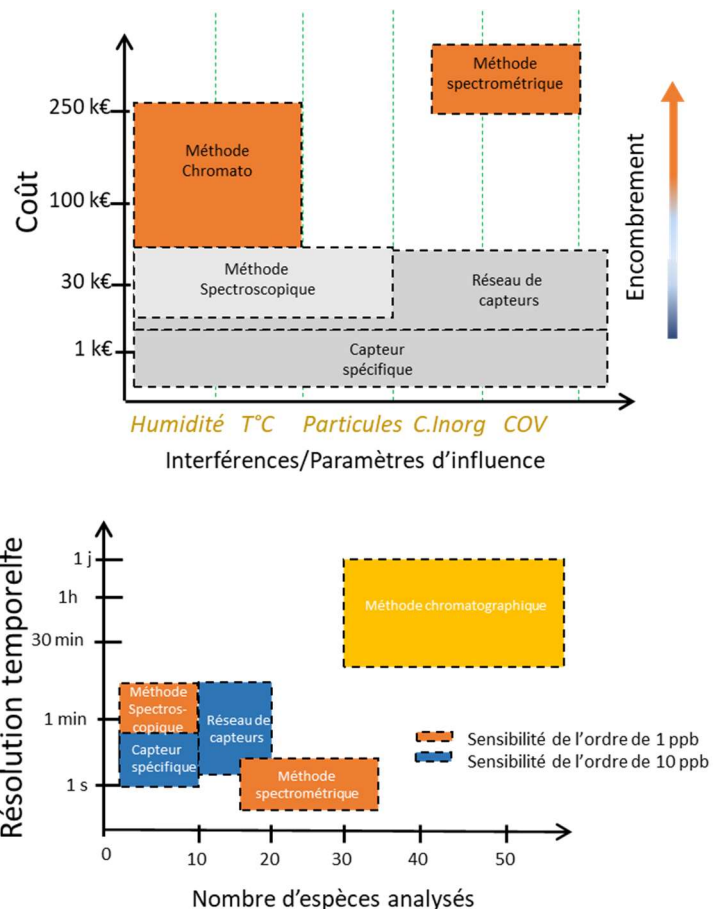 Coût
250 k€
100 k€
30 k€
1 k€
Méthode
Chromato
Méthode
spectrométrique
Méthode
Spectroscopique
Réseau de
capteurs
Capteur
spécifique
Encombrement
Humidité T°C Particules C.Inorg COV
Interférences/Paramètres d’influence
Résolution temporelle
1 j
1h
30 min
1 min
1 s
Méthode chromatographique
Méthode
Spectros-
copique
Réseau de
capteurs
Capteur
spécifique
Méthode
spectrométrique
Sensibilité de l’ordre de 1 ppb
Sensibilité de l’ordre de 10 ppb
0 10 20 30 40 50
Nombre d’espèces analysés